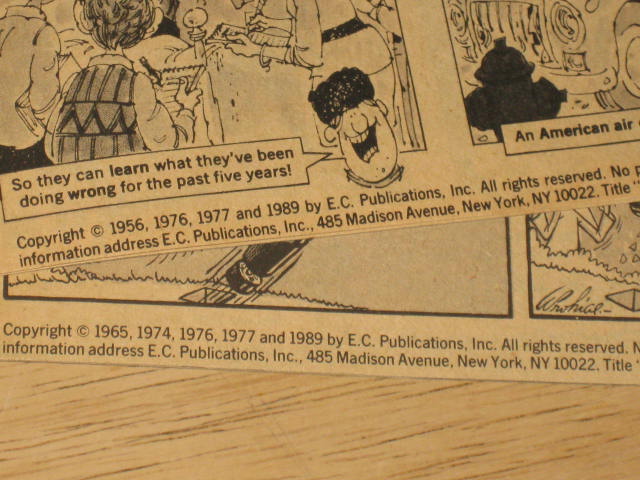 So they can learn what they've been
doing wrong for the past five years!
An American air
Copyright © 1956, 1976, 1977 and 1989 by E.C. Publications, Inc. All rights reserved. No
information address E.C. Publications, Inc., 485 Madison Avenue, New York, NY 10022. Title
Copyright © 1965, 1974, 1976, 1977 and 1989 by E.C. Publications, Inc. All rights reserved.
information address E.C. Publications, Inc., 485 Madison Avenue, New York, NY 10022. Title